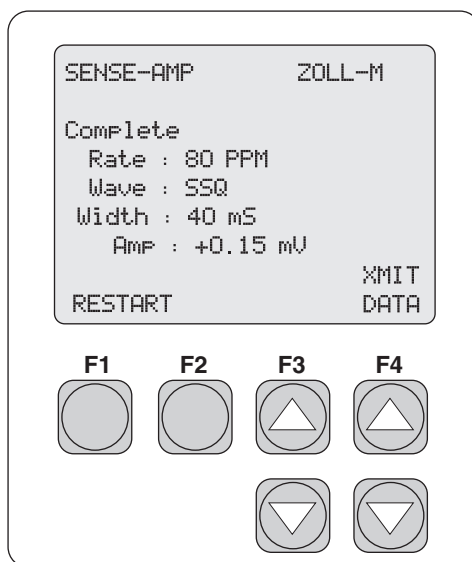 SENSE-AMP ZOLL-M
Complete
Rate : 80 PPM
Wave : SSQ
Width : 40 mS
Amp : +0.15 mV
XMIT
RESTART DATA
F1 F2 F3 F4